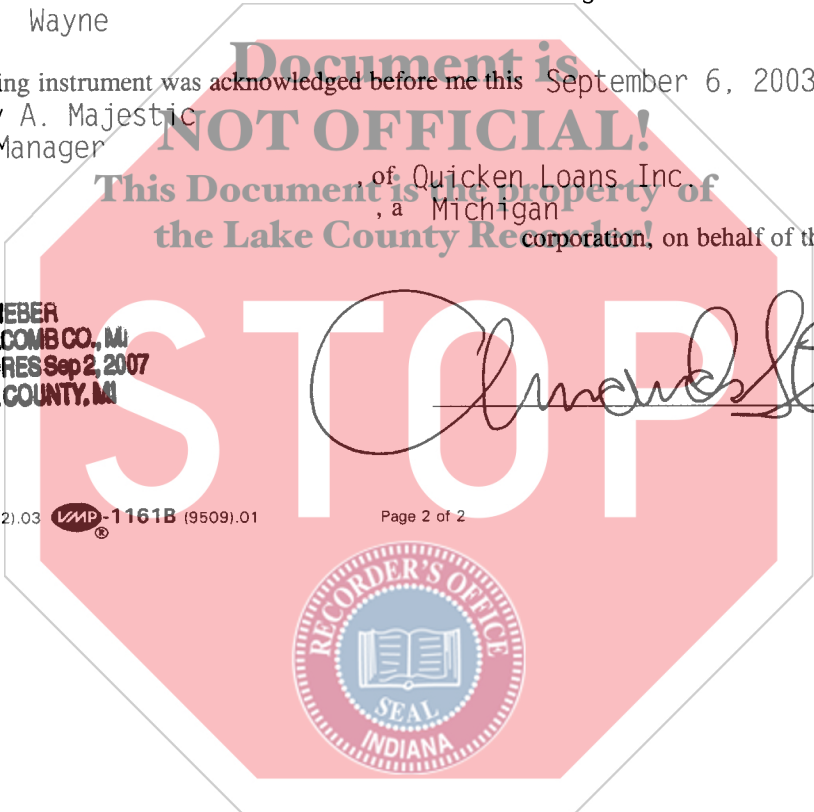 Wayne
ing instrument was acknowledged before me this September 6, 2003
A. Majestic
Manager
, of Quicken Loans Inc.
, a Michigan
corporation, on behalf of th
Document is
NOT OFFICIAL!
This Document is the property of
the Lake County Recorder!
STOP
EBER
COMB CO., MI
RES Sep 2, 2007
COUNTY, MI
2).03 VMP®-1161B (9509).01
Page 2 of 2
RECORDER'S OFFICE
SEAL
INDIANA